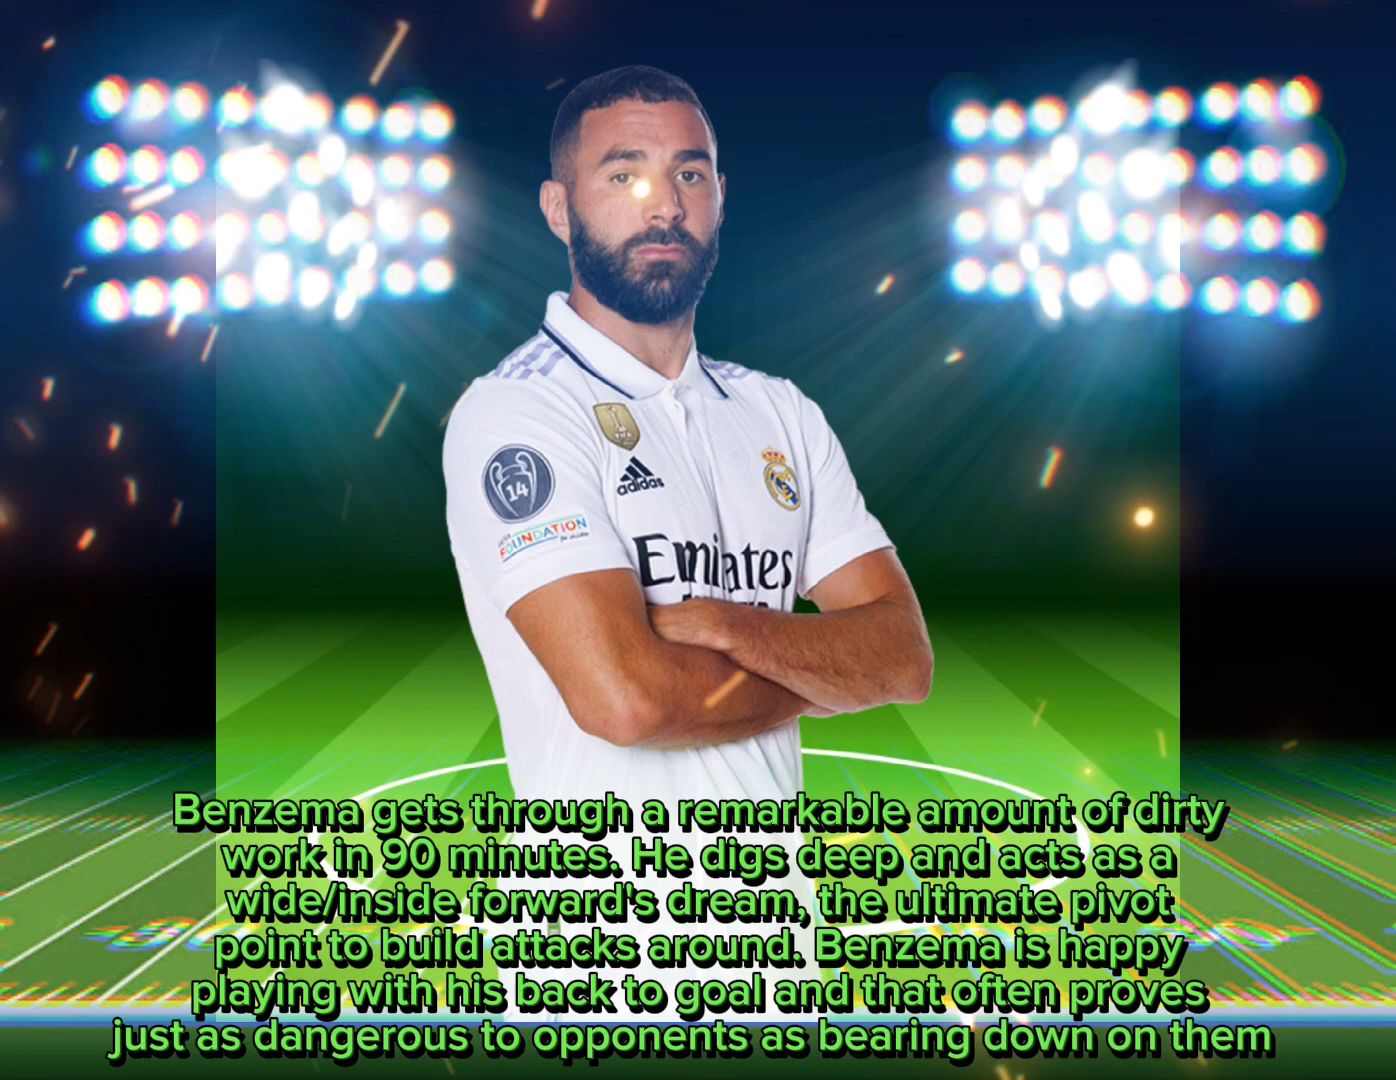 14
FOUNDATION
adidas
Emirates
Benzema gets through a remarkable amount of dirty
work in 90 minutes. He digs deep and acts as a
wide/inside forward's dream, the ultimate pivot
point to build attacks around. Benzema is happy
playing with his back to goal and that often proves
just as dangerous to opponents as bearing down on them